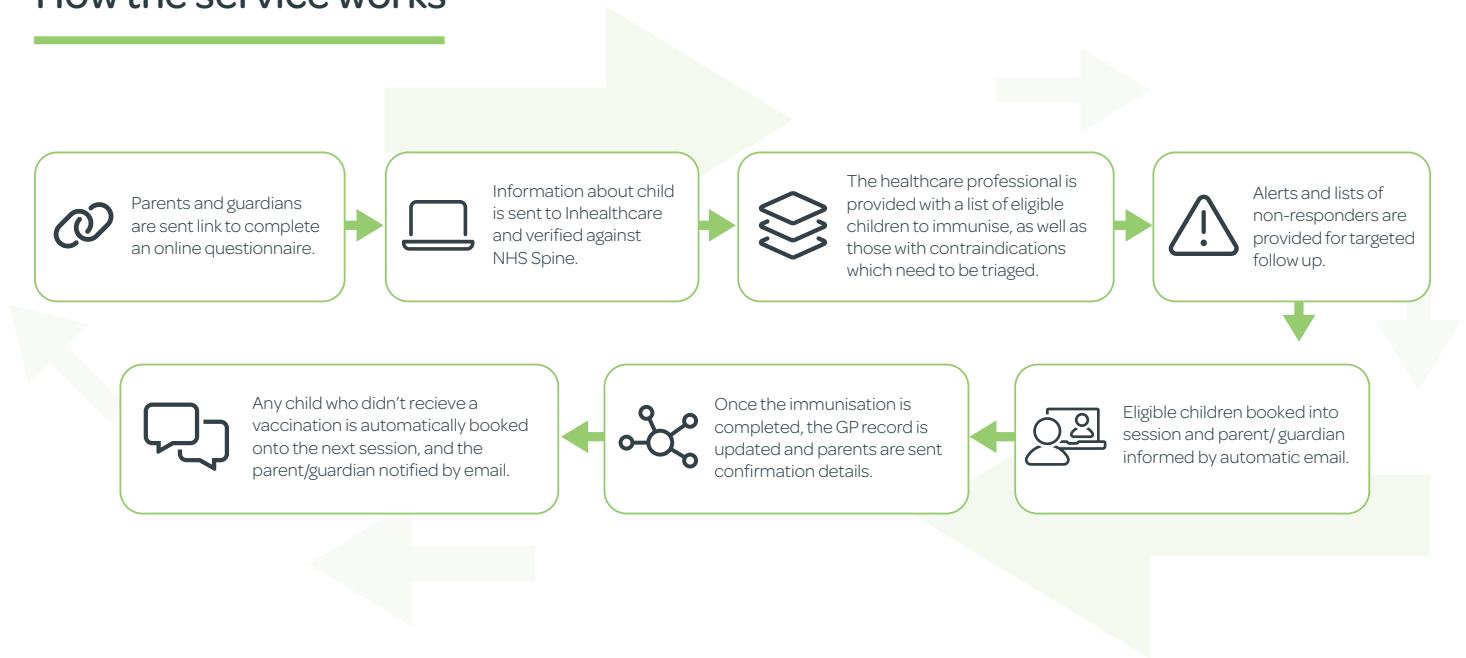 How the service works
Parents and guardians
are sent link to complete
an online questionnaire.
Information about child
is sent to Inhealthcare
and verified against
NHS Spine.
The healthcare professional is
provided with a list of eligible
children to immunise, as well as
those with contraindications
which need to be triaged.
Alerts and lists of
non-responders are
provided for targeted
follow up.
Eligible children booked into
session and parent/ guardian
informed by automatic email.
Once the immunisation is
completed, the GP record is
updated and parents are sent
confirmation details.
Any child who didn’t recieve a
vaccination is automatically booked
onto the next session, and the
parent/guardian notified by email.